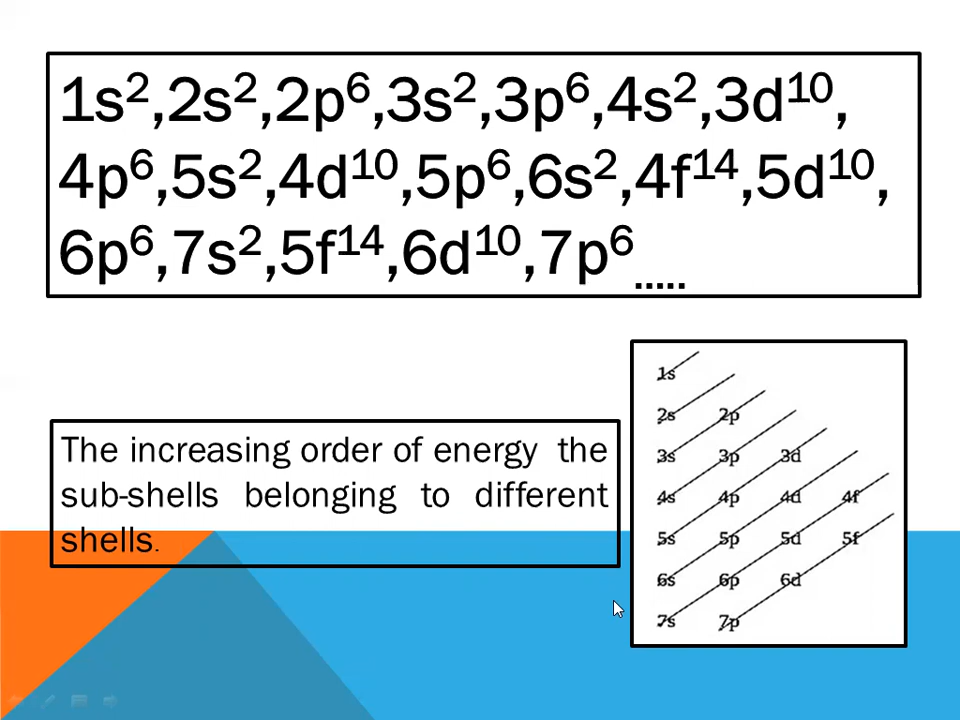 1s²,2s²,2p⁶,3s²,3p⁶,4s²,3d¹⁰,
4p⁶,5s²,4d¹⁰,5p⁶,6s²,4f¹⁴,5d¹⁰,
6p⁶,7s²,5f¹⁴,6d¹⁰,7p⁶.....
The increasing order of energy the
sub-shells belonging to different
shells.
1s
2s 2p
3s 3p 3d
4s 4p 4d 4f
5s 5p 5d 5f
6s 6p 6d
7s 7p